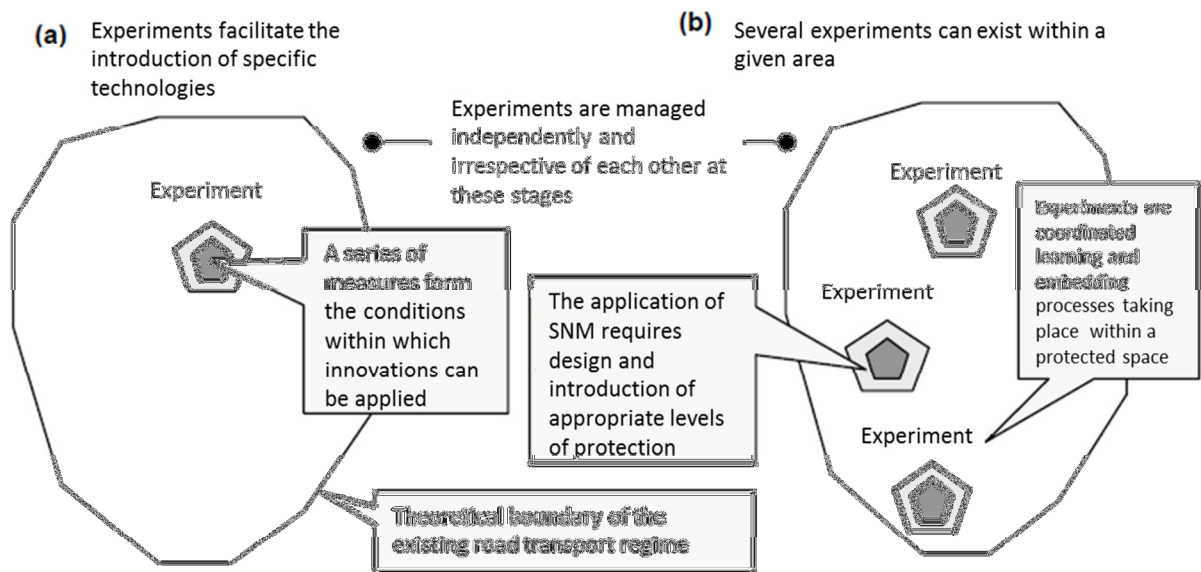 (a)
Experiments facilitate the
introduction of specific
technologies
(b)
Several experiments can exist within a
given area
Experiments are managed
independently and
irrespective of each other at
these stages
Experiment
A series of
measures form
the conditions
within which
innovations can
be applied
Theoretical boundary of the
existing road transport regime
Experiment
Experiments are
coordinated
learning and
embedding
processes taking
place within a
protected space
Experiment
The application of
SNM requires
design and
introduction of
appropriate levels
of protection
Experiment